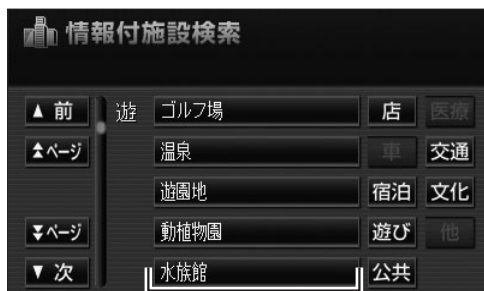 情報付施設検索
▲ 前 遊 ゴルフ場 店 医療
ページ 温泉 車 交通
遊園地 宿泊 文化
ページ 動植物園 遊び 他
▼ 次 水族館 公共